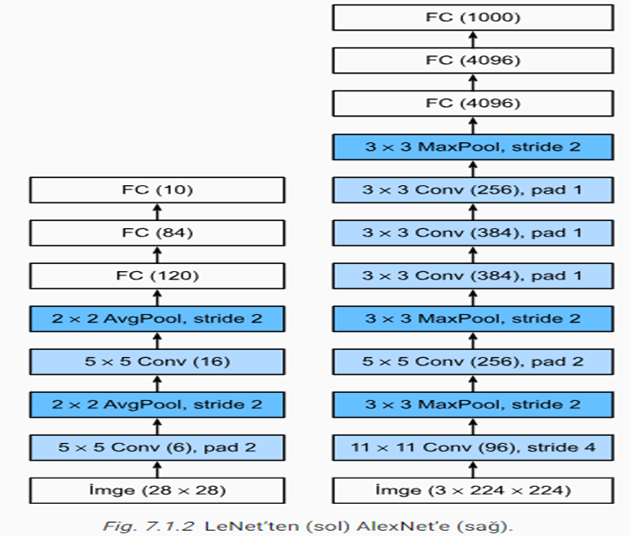 FC (10)
FC (84)
FC (120)
2 × 2 AvgPool, stride 2
5 × 5 Conv (16)
2 × 2 AvgPool, stride 2
5 × 5 Conv (6), pad 2
İmge (28 × 28)
FC (1000)
FC (4096)
FC (4096)
3 × 3 MaxPool, stride 2
3 × 3 Conv (256), pad 1
3 × 3 Conv (384), pad 1
3 × 3 Conv (384), pad 1
3 × 3 MaxPool, stride 2
5 × 5 Conv (256), pad 2
3 × 3 MaxPool, stride 2
11 × 11 Conv (96), stride 4
İmge (3 × 224 × 224)
Fig. 7.1.2 LeNet'ten (sol) AlexNet'e (sağ).